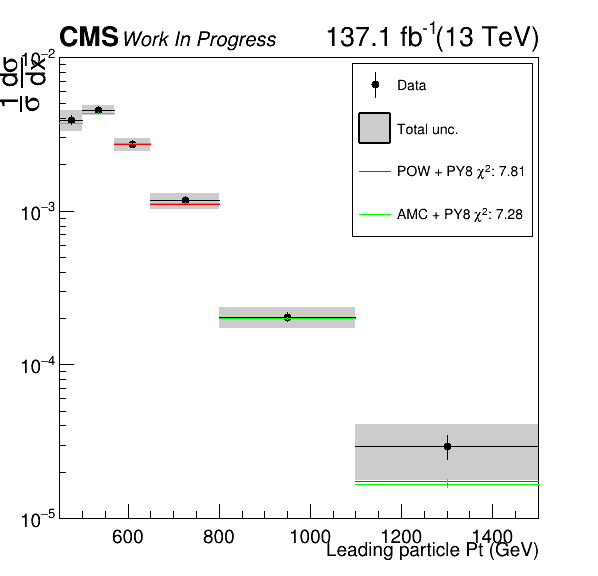 CMS Work In Progress 137.1 fb⁻¹(13 TeV)
1/σ dσ/dx
10⁻²
10⁻³
10⁻⁴
10⁻⁵
Data
Total unc.
POW + PY8 χ²: 7.81
AMC + PY8 χ²: 7.28
600 800 1000 1200 1400
Leading particle Pt (GeV)